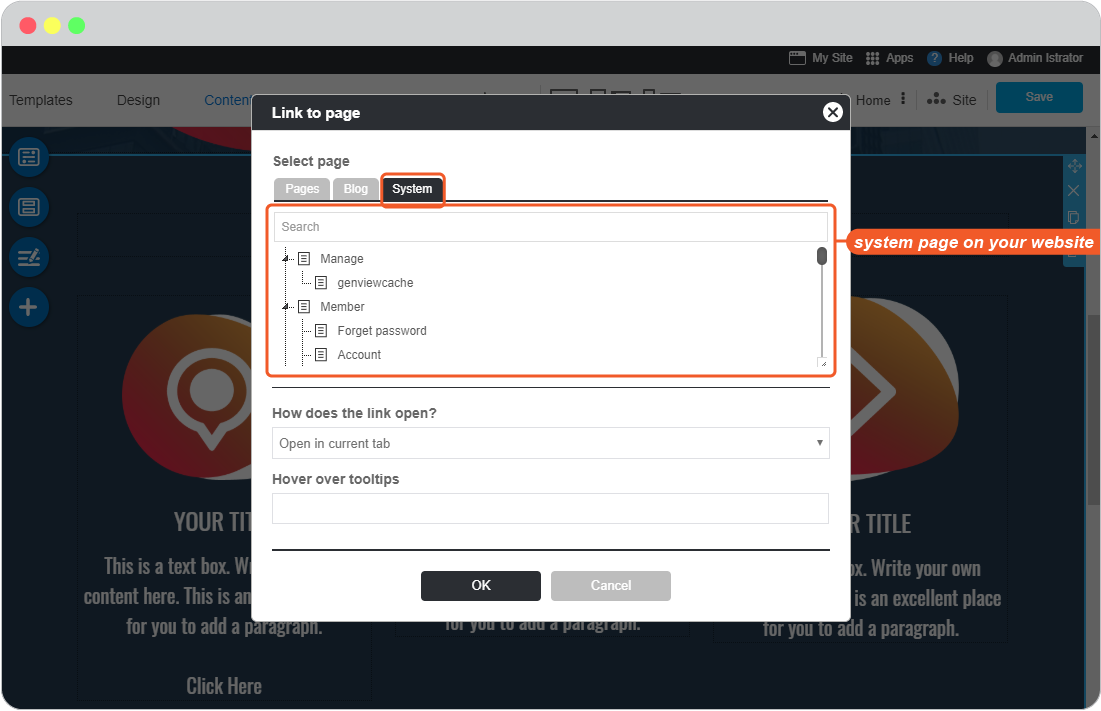 My Site Apps ? Help Admin Istrator
Templates Design Content Home Site Save
Link to page
Select page
Pages Blog System
Search
system page on your website
Manage
genviewcache
Member
Forget password
Account
How does the link open?
Open in current tab
Hover over tooltips
OK Cancel
YOUR TIT
R TITLE
This is a text box. W
content here. This is an
for you to add a paragraph.
for you to add a paragraph.
ox. Write your own
is an excellent place
for you to add a paragraph.
Click Here